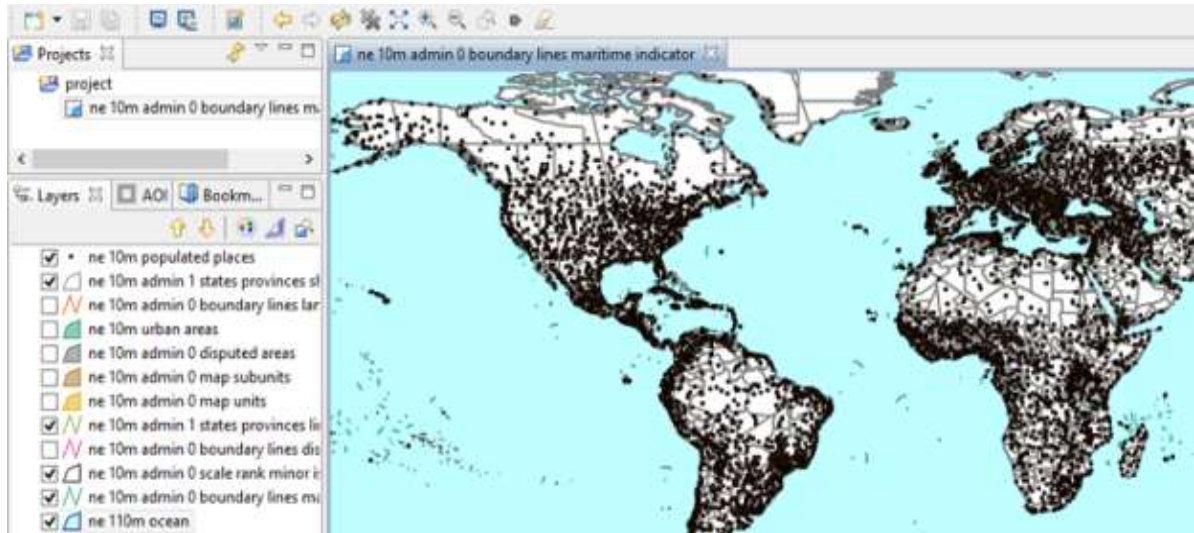 Projects
ne 10m admin 0 boundary lines maritime indicator
project
ne 10m admin 0 boundary lines ma
Layers AOI Bookm...
ne 10m populated places
ne 10m admin 1 states provinces sh
ne 10m admin 0 boundary lines lan
ne 10m urban areas
ne 10m admin 0 disputed areas
ne 10m admin 0 map subunits
ne 10m admin 0 map units
ne 10m admin 1 states provinces li
ne 10m admin 0 boundary lines dis
ne 10m admin 0 scale rank minor is
ne 10m admin 0 boundary lines ma
ne 110m ocean